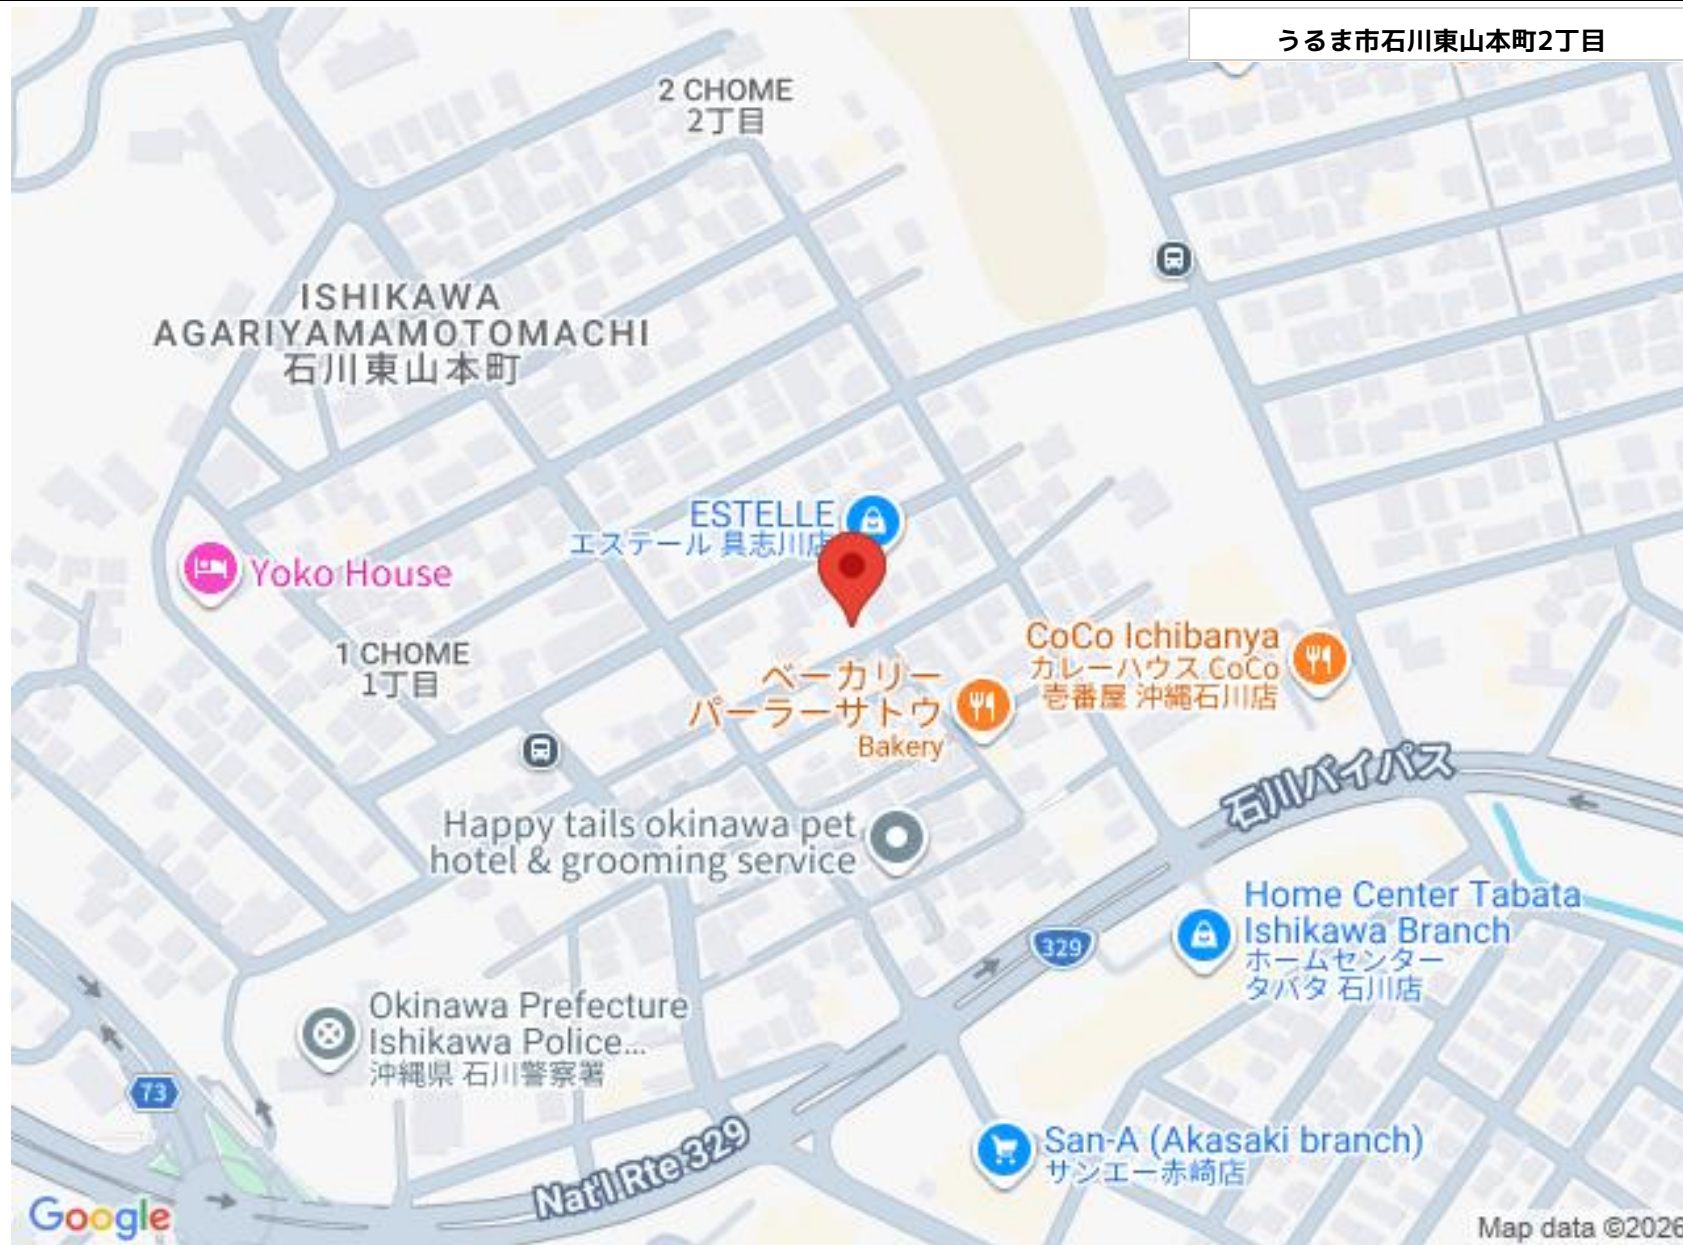 うるま市石川東山本町2丁目
2 CHOME
2丁目
ISHIKAWA
AGARIYAMAMOTOMACHI
石川東山本町
ESTELLE
エステール 具志川店
Yoko House
1 CHOME
1丁目
CoCo Ichibanya
カレーハウス CoCo
壱番屋 沖縄石川店
ベーカリー
パーラーサトウ
Bakery
石川バイパス
Happy tails okinawa pet
hotel & grooming service
Home Center Tabata
Ishikawa Branch
ホームセンター
タバタ 石川店
329
Okinawa Prefecture
Ishikawa Police...
沖縄県 石川警察署
73
Nat'l Rte 329
San-A (Akasaki branch)
サンエー赤崎店
Google
Map data ©2026